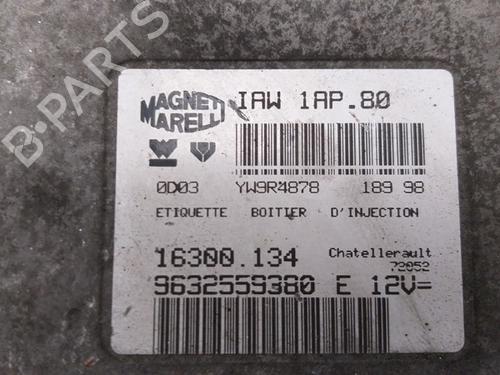 B-PARTS
MAGNETI MARELLI
IAW 1AP.80
0D03 YW9R4878 189 98
ETIQUETTE BOITIER D'INJECTION
16300.134 Chatellerault
72052
9632559380 E 12V=